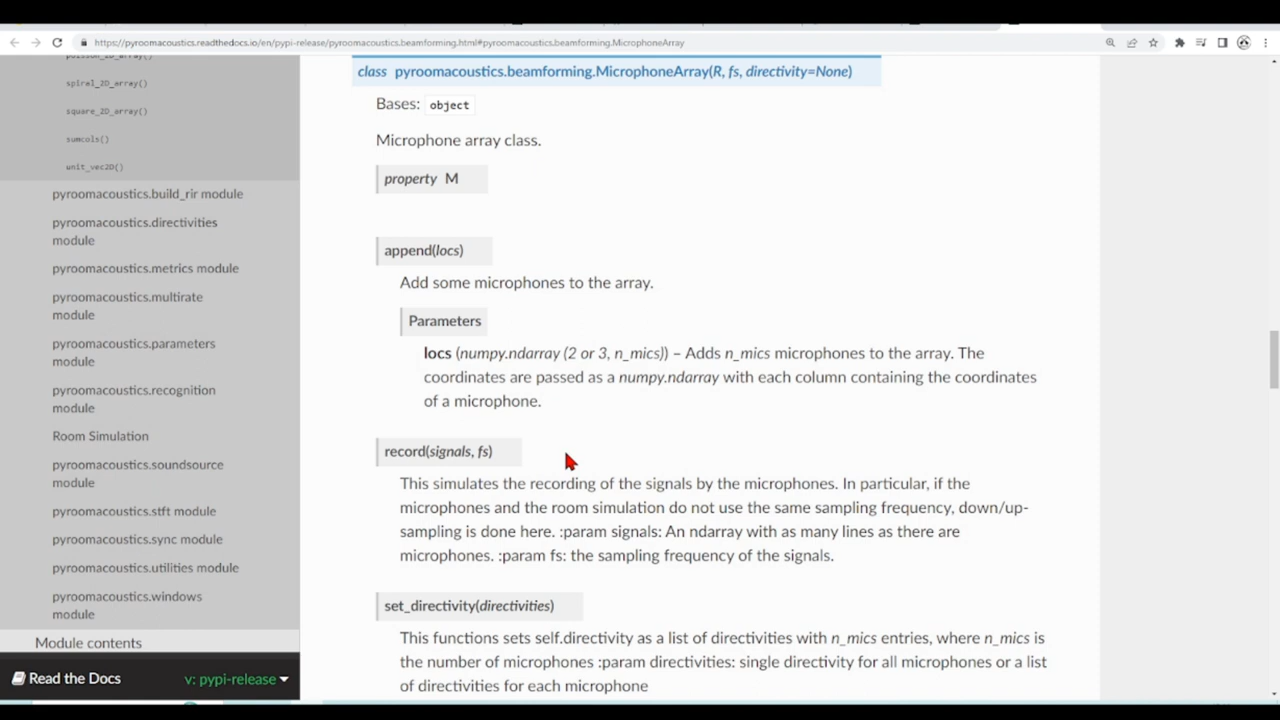 https://pyroomacoustics.readthedocs.io/en/pypi-release/pyroomacoustics.beamforming.html#pyroomacoustics.beamforming.MicrophoneArray
spiral_2D_array()
square_2D_array()
sumcols()
unit_vec2D()
pyroomacoustics.build_rir module
pyroomacoustics.directivities
module
pyroomacoustics.metrics module
pyroomacoustics.multirate
module
pyroomacoustics.parameters
module
pyroomacoustics.recognition
module
Room Simulation
pyroomacoustics.soundsource
module
pyroomacoustics.stft module
pyroomacoustics.sync module
pyroomacoustics.utilities module
pyroomacoustics.windows
module
Module contents
Read the Docs
v: pypi-release
class pyroomacoustics.beamforming.MicrophoneArray(R, fs, directivity=None)
Bases: object
Microphone array class.
property M
append(locs)
Add some microphones to the array.
Parameters
locs (numpy.ndarray (2 or 3, n_mics)) – Adds n_mics microphones to the array. The
coordinates are passed as a numpy.ndarray with each column containing the coordinates
of a microphone.
record(signals, fs)
This simulates the recording of the signals by the microphones. In particular, if the
microphones and the room simulation do not use the same sampling frequency, down/up-
sampling is done here. :param signals: An ndarray with as many lines as there are
microphones. :param fs: the sampling frequency of the signals.
set_directivity(directivities)
This functions sets self.directivity as a list of directivities with n_mics entries, where n_mics is
the number of microphones :param directivities: single directivity for all microphones or a list
of directivities for each microphone